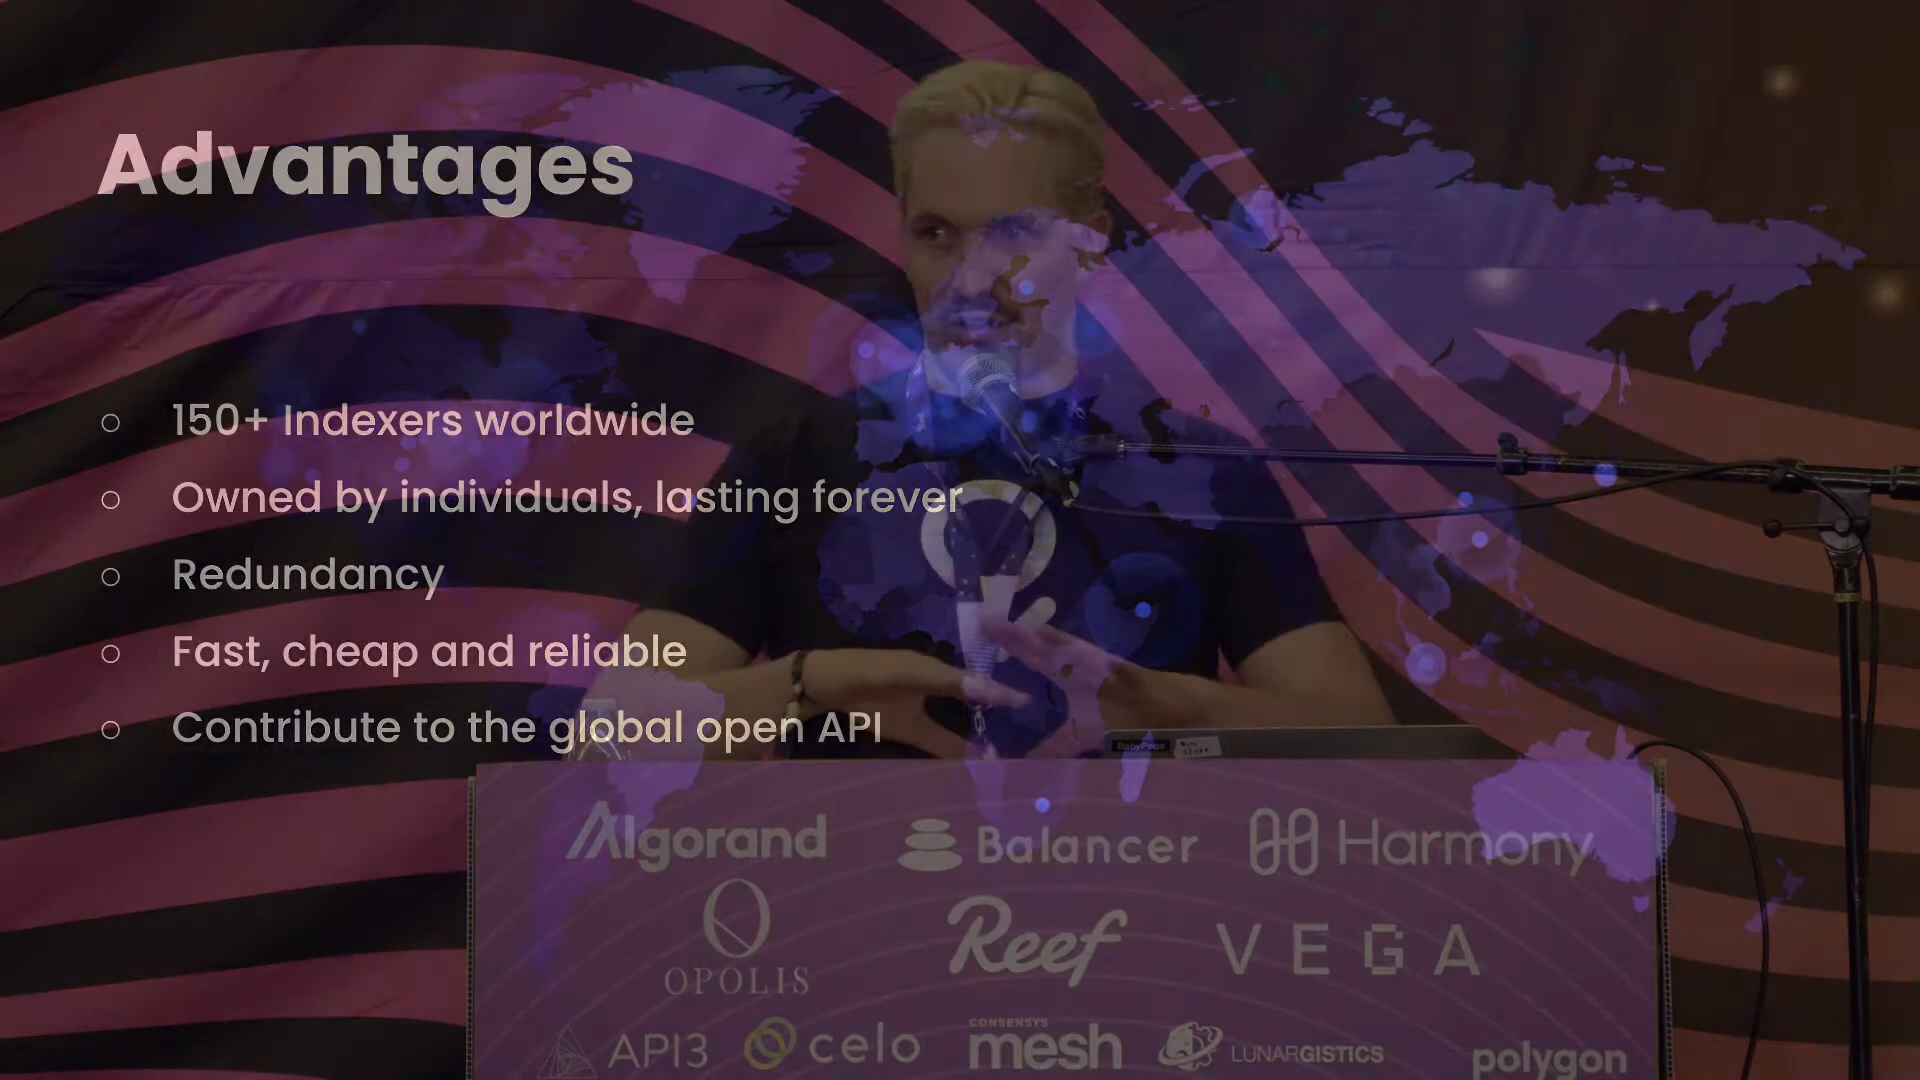 Advantages
150+ Indexers worldwide
Owned by individuals, lasting forever
Redundancy
Fast, cheap and reliable
Contribute to the global open API
Algorand
Balancer
Harmony
OPOLIS
Reef
VEGA
API3
celo
CONSENSYS
mesh
LUNARGISTICS
polygon